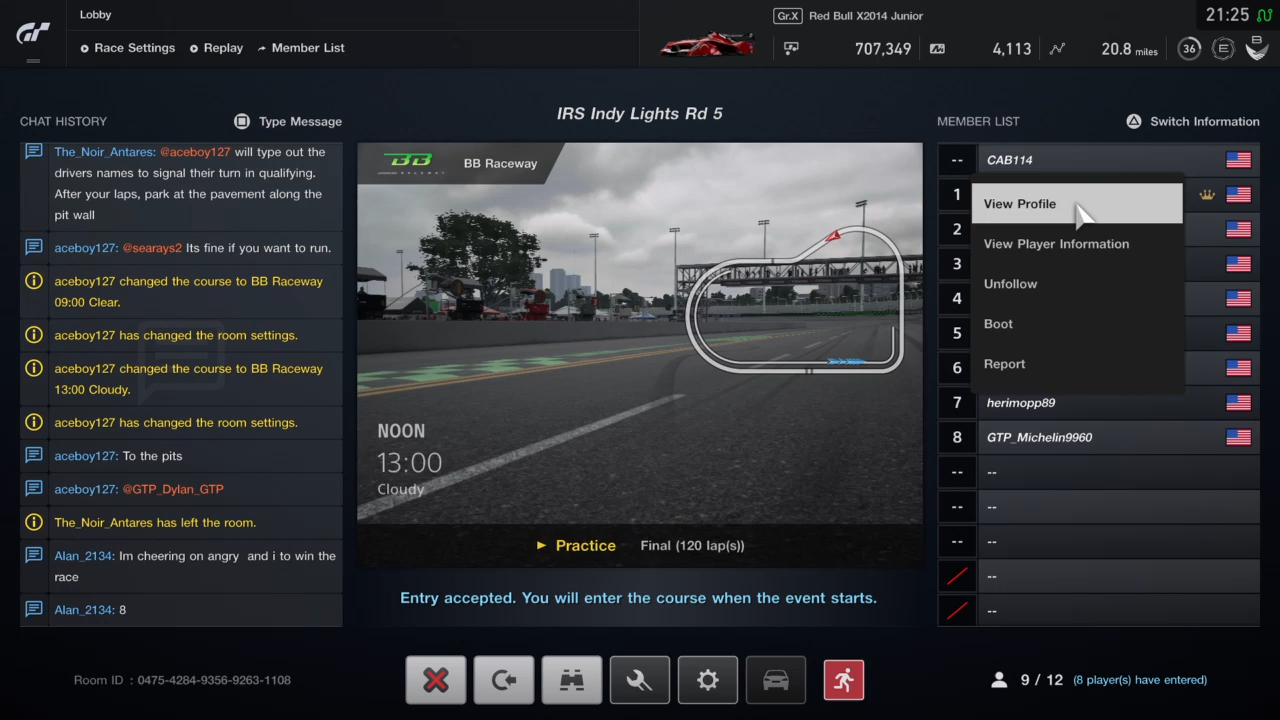 Lobby
Gr.X Red Bull X2014 Junior
21:25
Race Settings Replay Member List
707,349 4,113 20.8 miles 36 E B
CHAT HISTORY Type Message
The_Noir_Antares: @aceboy127 will type out the
drivers names to signal their turn in qualifying.
After your laps, park at the pavement along the
pit wall
aceboy127: @searays2 Its fine if you want to run.
aceboy127 changed the course to BB Raceway
09:00 Clear.
aceboy127 has changed the room settings.
aceboy127 changed the course to BB Raceway
13:00 Cloudy.
aceboy127 has changed the room settings.
aceboy127: To the pits
aceboy127: @GTP_Dylan_GTP
The_Noir_Antares has left the room.
Alan_2134: Im cheering on angry and i to win the
race
Alan_2134: 8
Room ID : 0475-4284-9356-9263-1108
IRS Indy Lights Rd 5
BB BB Raceway
NOON
13:00
Cloudy
Practice Final (120 lap(s))
Entry accepted. You will enter the course when the event starts.
MEMBER LIST Switch Information
-- CAB114
1
2
3
4
5
6
View Profile
View Player Information
Unfollow
Boot
Report
7 herimopp89
8 GTP_Michelin9960
-- --
-- --
-- --
--
--
9 / 12 (8 player(s) have entered)